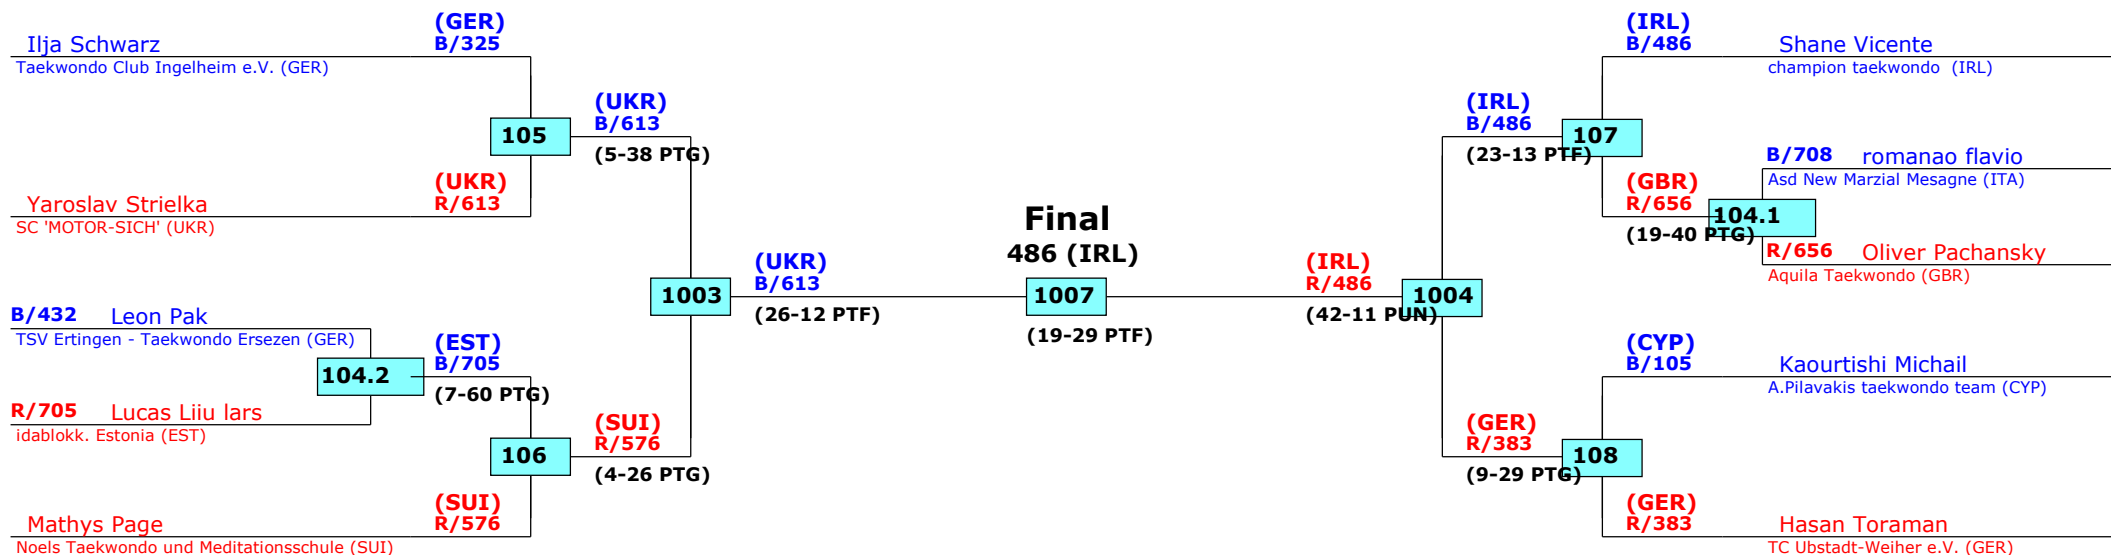 (GER)
Ilja Schwarz B/325
Taekwondo Club Ingelheim e.V. (GER)
(UKR)
B/613
105
(5-38 PTG)
(UKR)
Yaroslav Strielka R/613
SC 'MOTOR-SICH' (UKR)
(UKR)
B/613
1003
(26-12 PTF)
B/432 Leon Pak
TSV Ertingen - Taekwondo Ersezen (GER)
(EST)
104.2 B/705
(7-60 PTG)
R/705 Lucas Liiu lars
idablokk. Estonia (EST)
(SUI)
R/576
106
(4-26 PTG)
(SUI)
Mathys Page R/576
Noels Taekwondo und Meditationsschule (SUI)
Final
486 (IRL)
1007
(19-29 PTF)
(IRL)
B/486 Shane Vicente
champion taekwondo (IRL)
(IRL)
B/486
107
(23-13 PTF)
B/708 romanao flavio
Asd New Marzial Mesagne (ITA)
(GBR)
R/656
104.1
(19-40 PTG)
R/656 Oliver Pachansky
Aquila Taekwondo (GBR)
(IRL)
R/486
1004
(42-11 PUN)
(CYP)
B/105 Kaourtishi Michail
A.Pilavakis taekwondo team (CYP)
(GER)
R/383
108
(9-29 PTG)
(GER)
R/383 Hasan Toraman
TC Ubstadt-Weiher e.V. (GER)